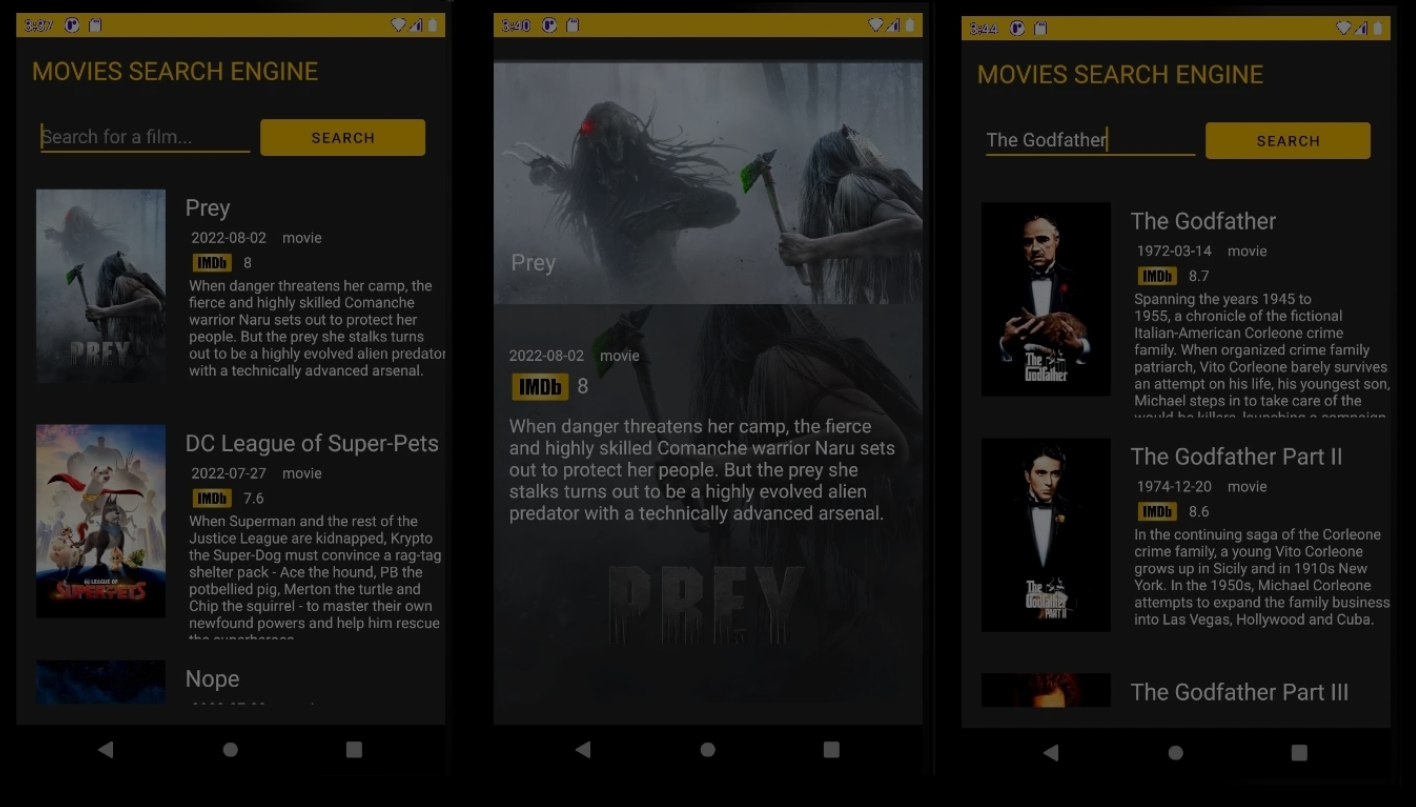 3:37
MOVIES SEARCH ENGINE
Search for a film...
SEARCH
Prey
2022-08-02 movie
IMDb 8
When danger threatens her camp, the
fierce and highly skilled Comanche
warrior Naru sets out to protect her
people. But the prey she stalks turns
out to be a highly evolved alien predator
with a technically advanced arsenal.
PREY
DC League of Super-Pets
2022-07-27 movie
IMDb 7.6
When Superman and the rest of the
Justice League are kidnapped, Krypto
the Super-Dog must convince a rag-tag
shelter pack - Ace the hound, PB the
potbellied pig, Merton the turtle and
Chip the squirrel - to master their own
newfound powers and help him rescue
the superheroes.
LEAGUE OF
SUPER-PETS
Nope
3:40
Prey
2022-08-02 movie
IMDb 8
When danger threatens her camp, the fierce
and highly skilled Comanche warrior Naru sets
out to protect her people. But the prey she
stalks turns out to be a highly evolved alien
predator with a technically advanced arsenal.
PREY
3:44
MOVIES SEARCH ENGINE
The Godfather
SEARCH
The Godfather
1972-03-14 movie
IMDb 8.7
Spanning the years 1945 to
1955, a chronicle of the fictional
Italian-American Corleone crime
family. When organized crime family
patriarch, Vito Corleone barely survives
an attempt on his life, his youngest son,
Michael steps in to take care of the
would be killers, launching a campaign
The
Godfather
The Godfather Part II
1974-12-20 movie
IMDb 8.6
In the continuing saga of the Corleone
crime family, a young Vito Corleone
grows up in Sicily and in 1910s New
York. In the 1950s, Michael Corleone
attempts to expand the family business
into Las Vegas, Hollywood and Cuba.
The
Godfather
PART II
The Godfather Part III